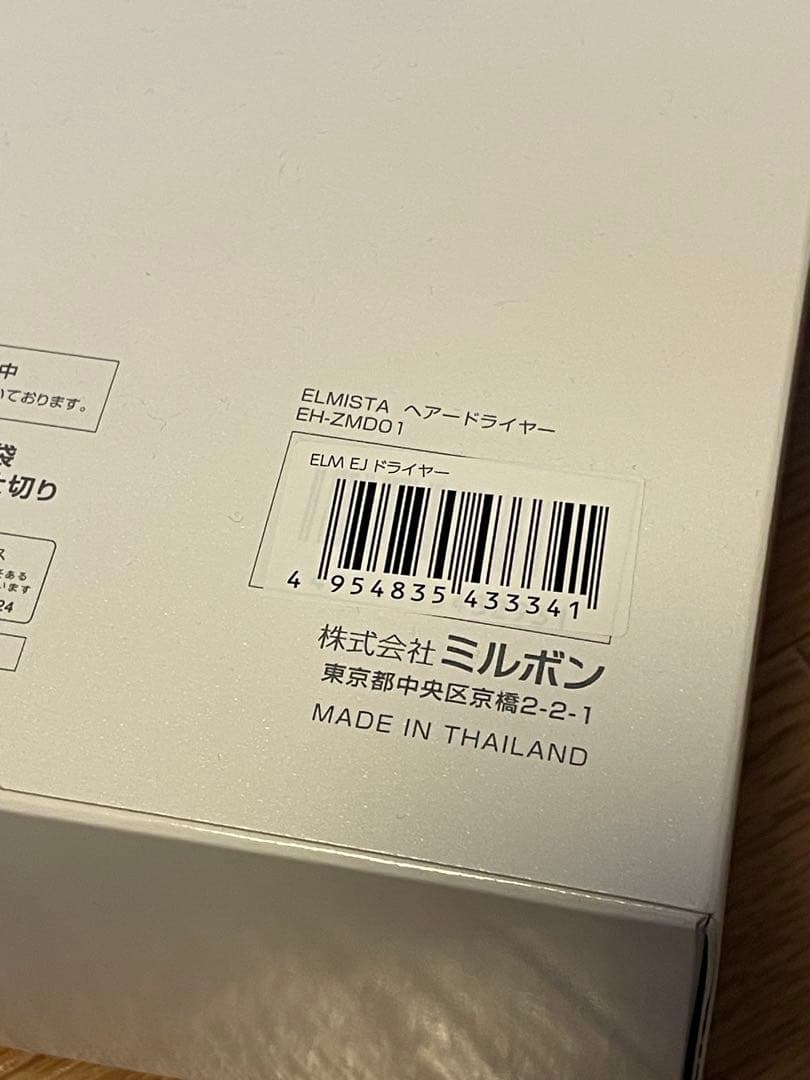 中
いております。
袋
切り
ス
そある
います
24
ELMISTA ヘアードライヤー
EH-ZMD01
ELM EJ ドライヤー
4 954835 433341
株式会社 ミルボン
東京都中央区京橋2-2-1
MADE IN THAILAND